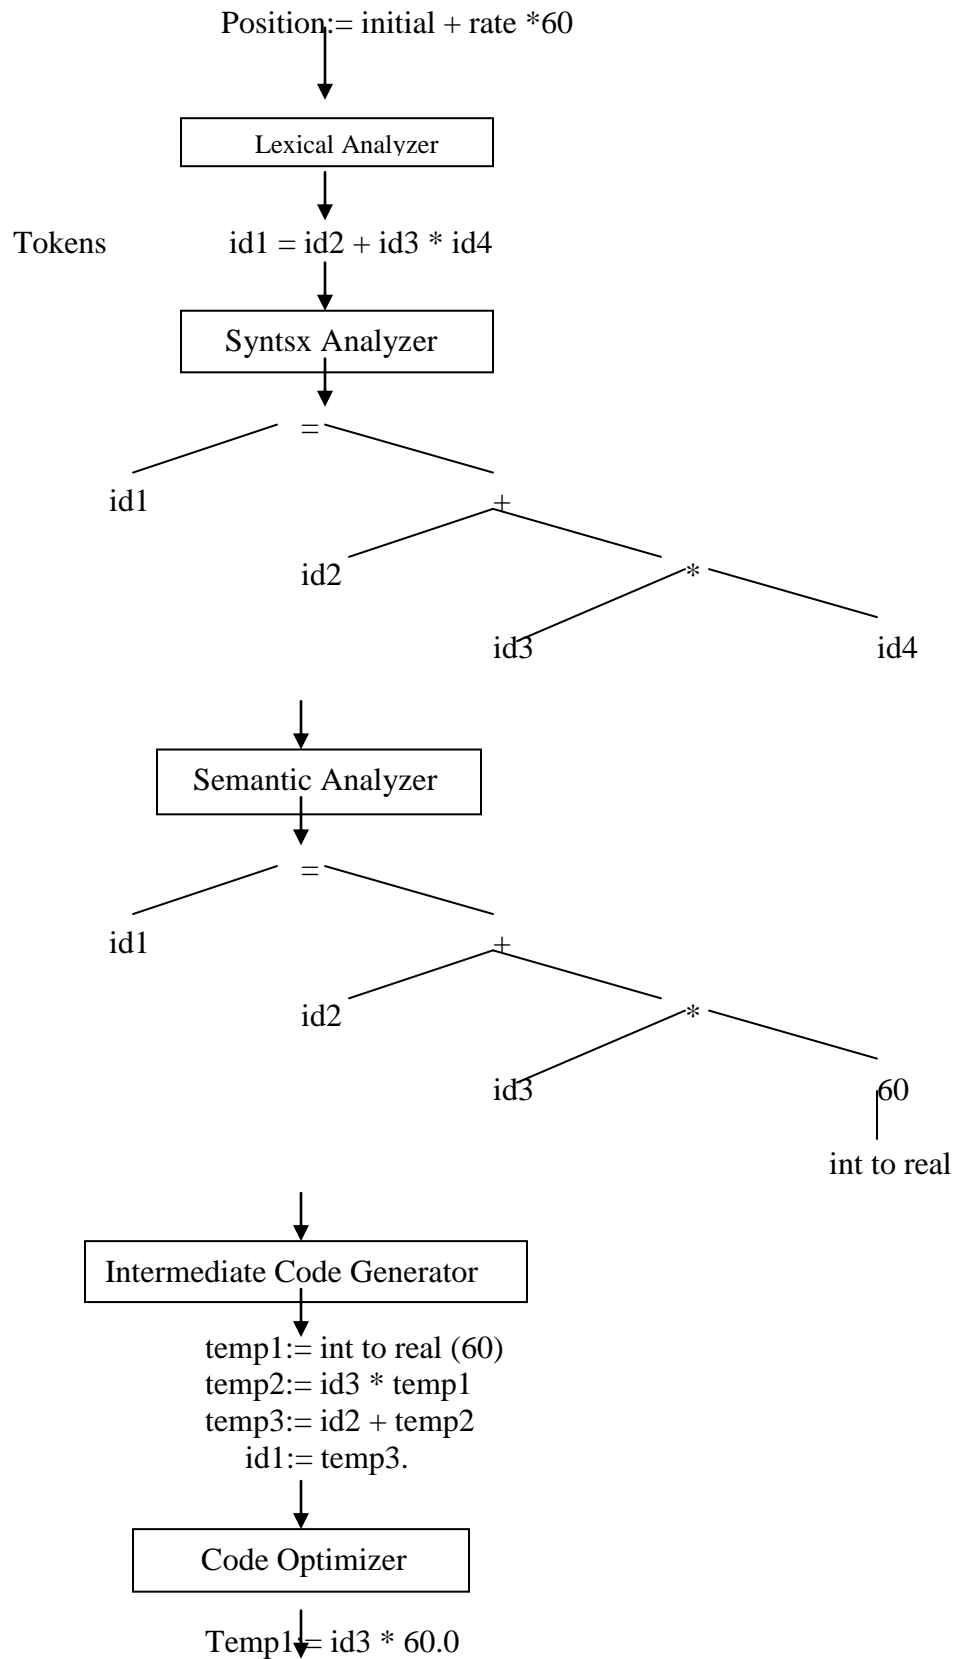 Position:= initial + rate *60
Lexical Analyzer
Tokens id1 = id2 + id3 * id4
Syntsx Analyzer
=
id1
+
id2
*
id3 id4
Semantic Analyzer
=
id1
+
id2
*
id3 60
int to real
Intermediate Code Generator
temp1:= int to real (60)
temp2:= id3 * temp1
temp3:= id2 + temp2
id1:= temp3.
Code Optimizer
Temp1:= id3 * 60.0